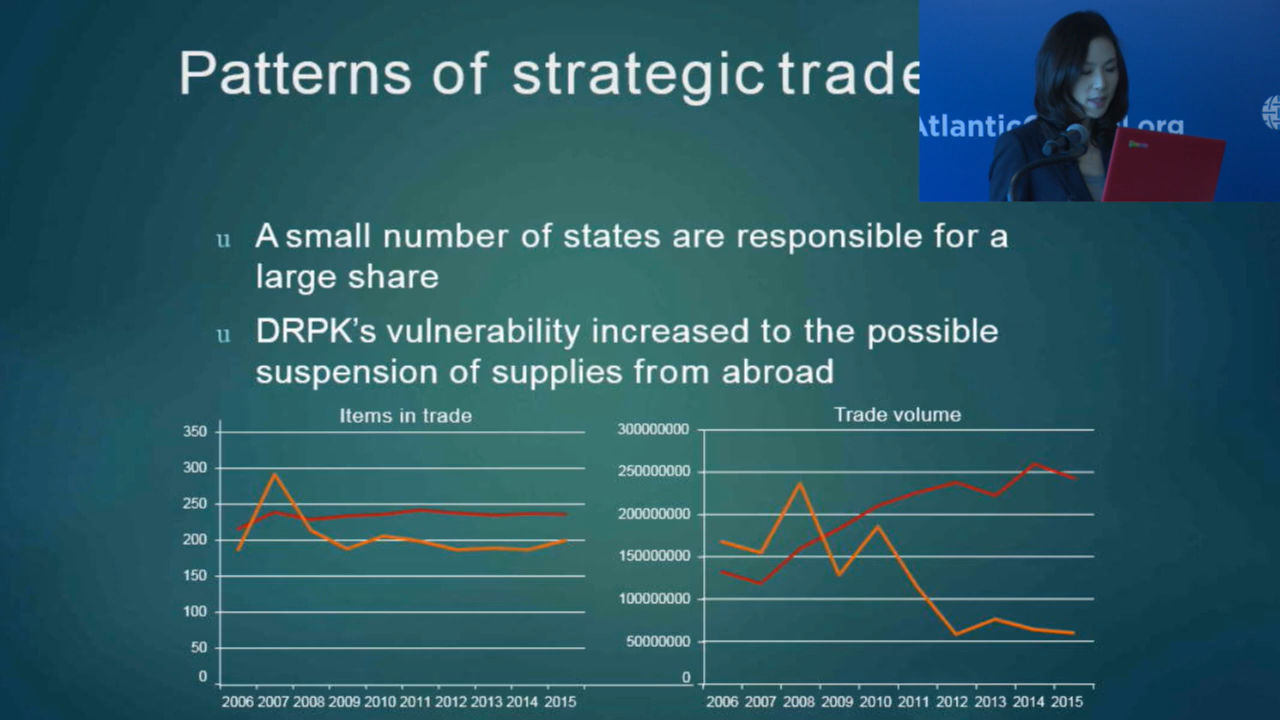 Patterns of strategic trade
Atlantic
l.org
u A small number of states are responsible for a
large share
u DRPK's vulnerability increased to the possible
suspension of supplies from abroad
Items in trade
350
300
250
200
150
100
50
0
2006 2007 2008 2009 2010 2011 2012 2013 2014 2015
Trade volume
300000000
250000000
200000000
150000000
100000000
50000000
0
2006 2007 2008 2009 2010 2011 2012 2013 2014 2015